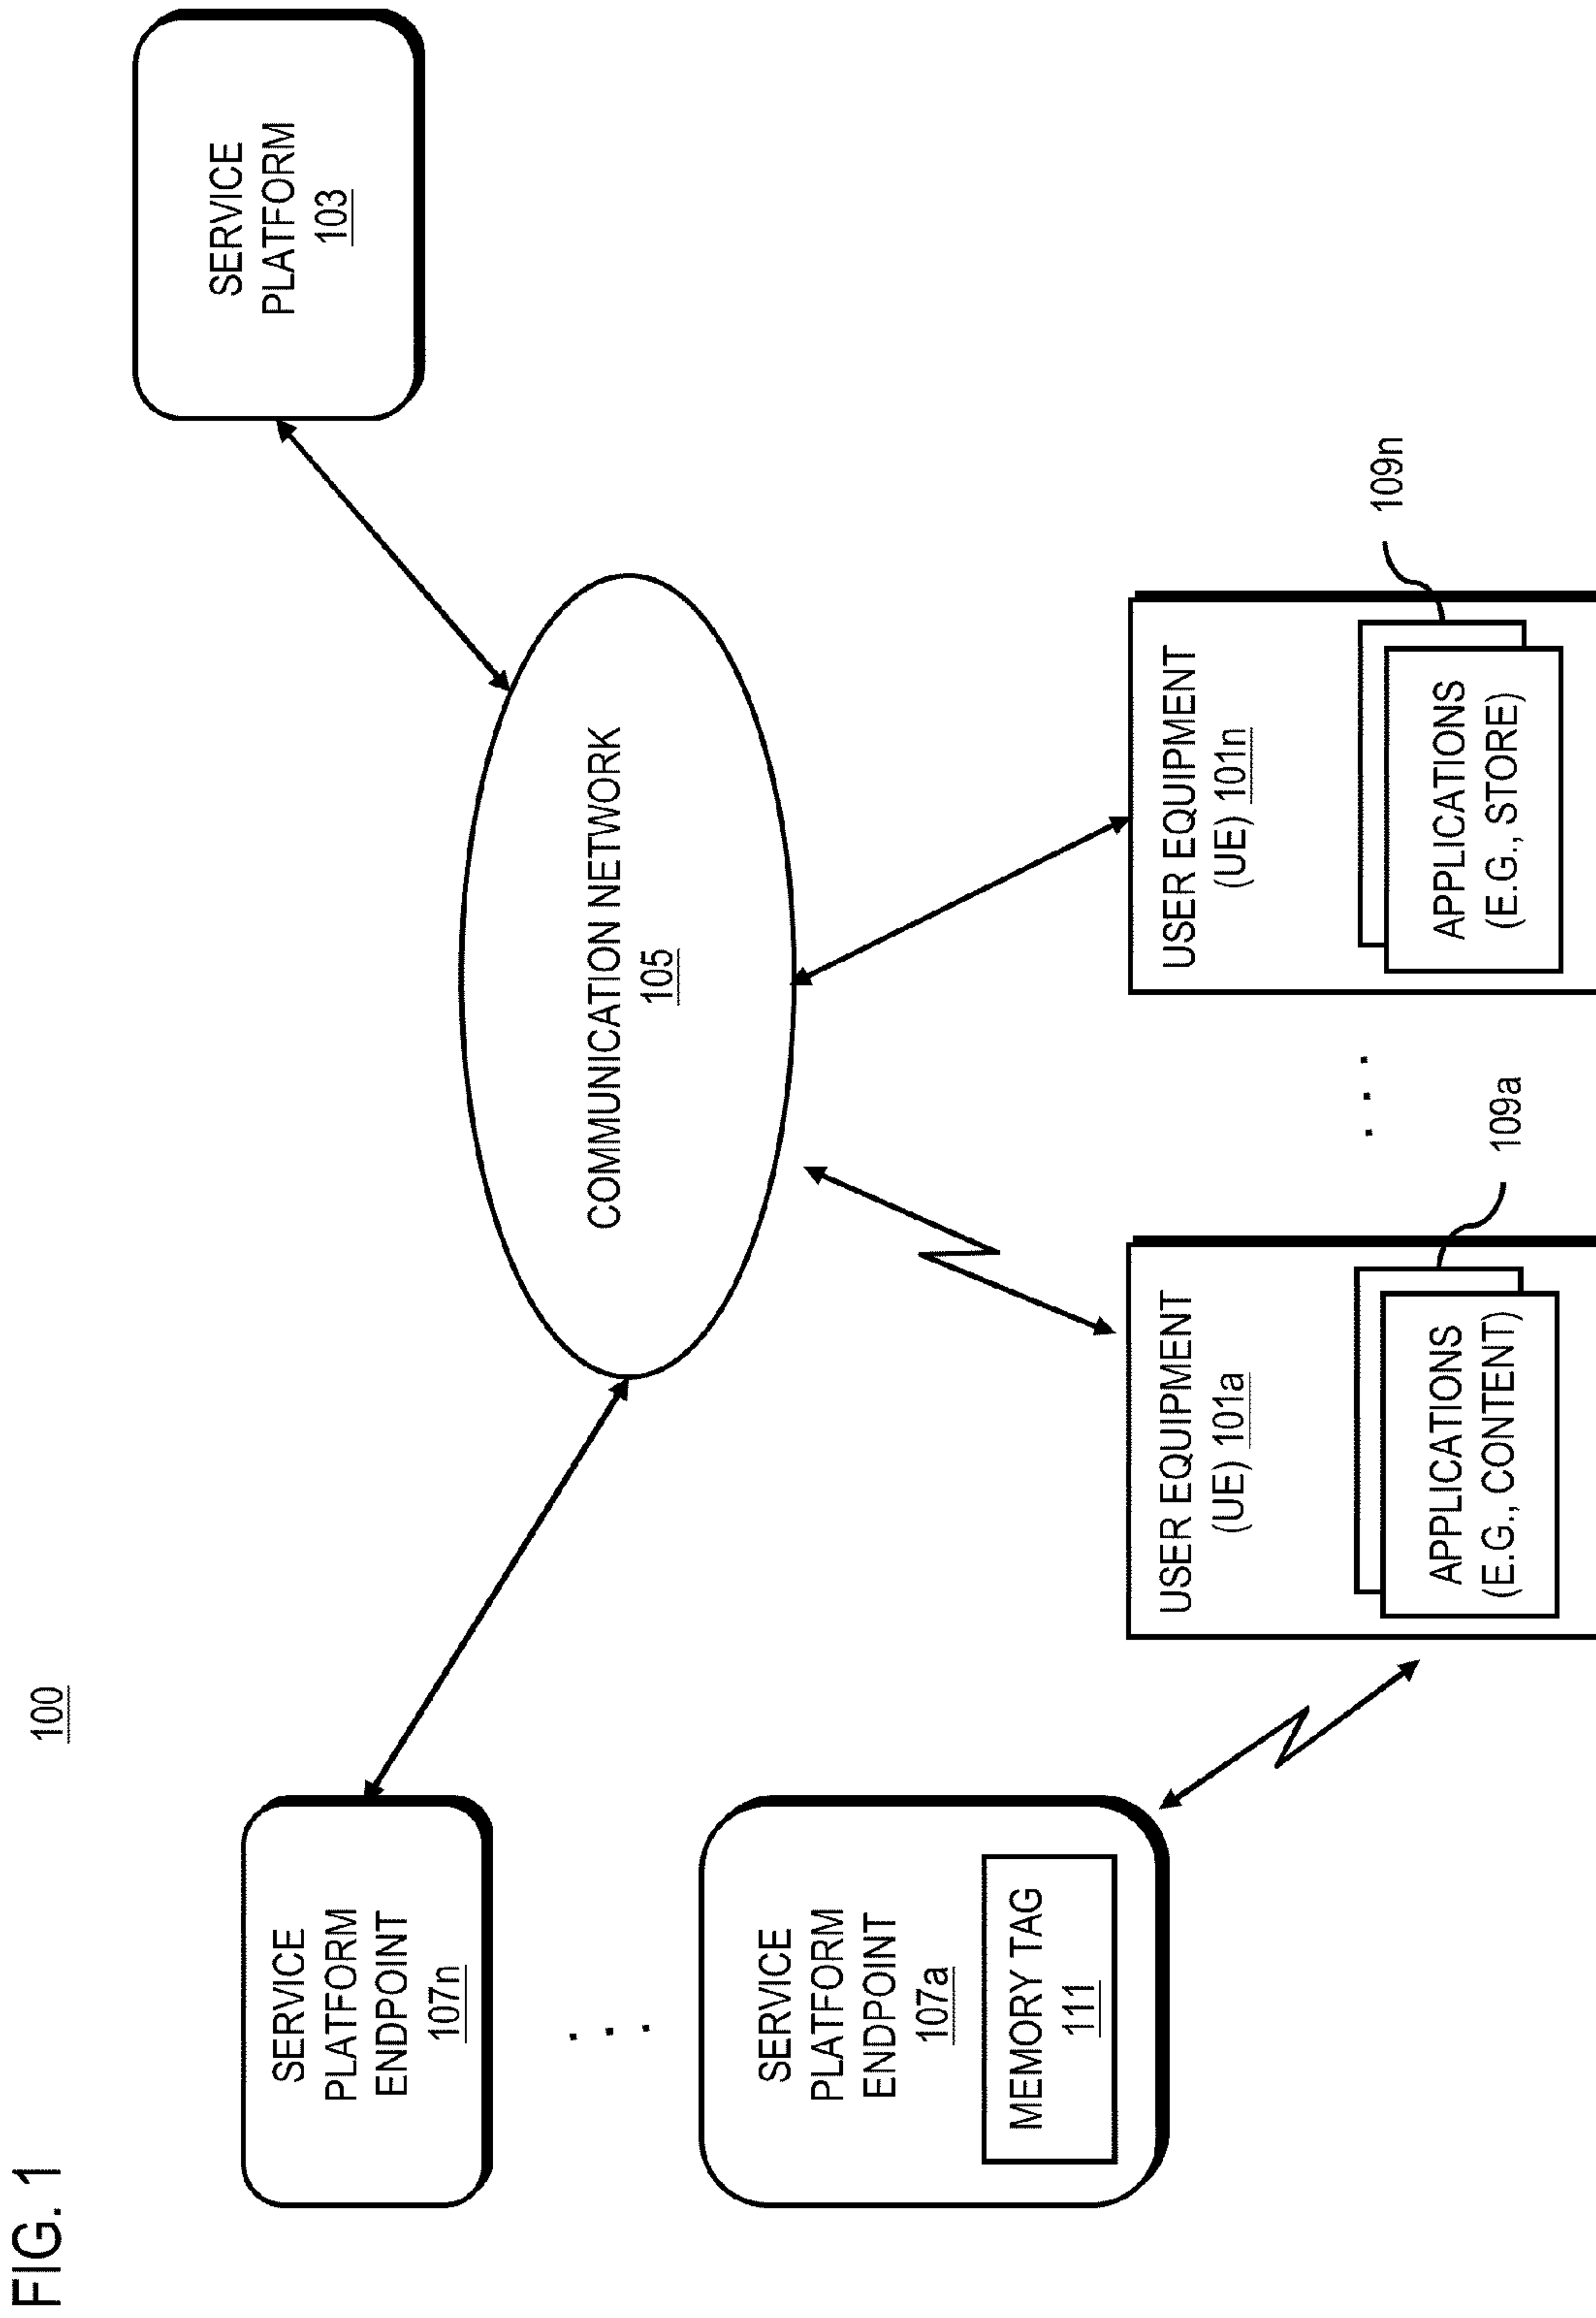 FIG. 1
100
SERVICE
PLATFORM
ENDPOINT
107n
. . .
SERVICE
PLATFORM
ENDPOINT
107a
MEMORY TAG
111
COMMUNICATION NETWORK
105
SERVICE
PLATFORM
103
USER EQUIPMENT
(UE) 101a
APPLICATIONS
(E.G., CONTENT)
109a
. . .
USER EQUIPMENT
(UE) 101n
APPLICATIONS
(E.G., STORE)
109n